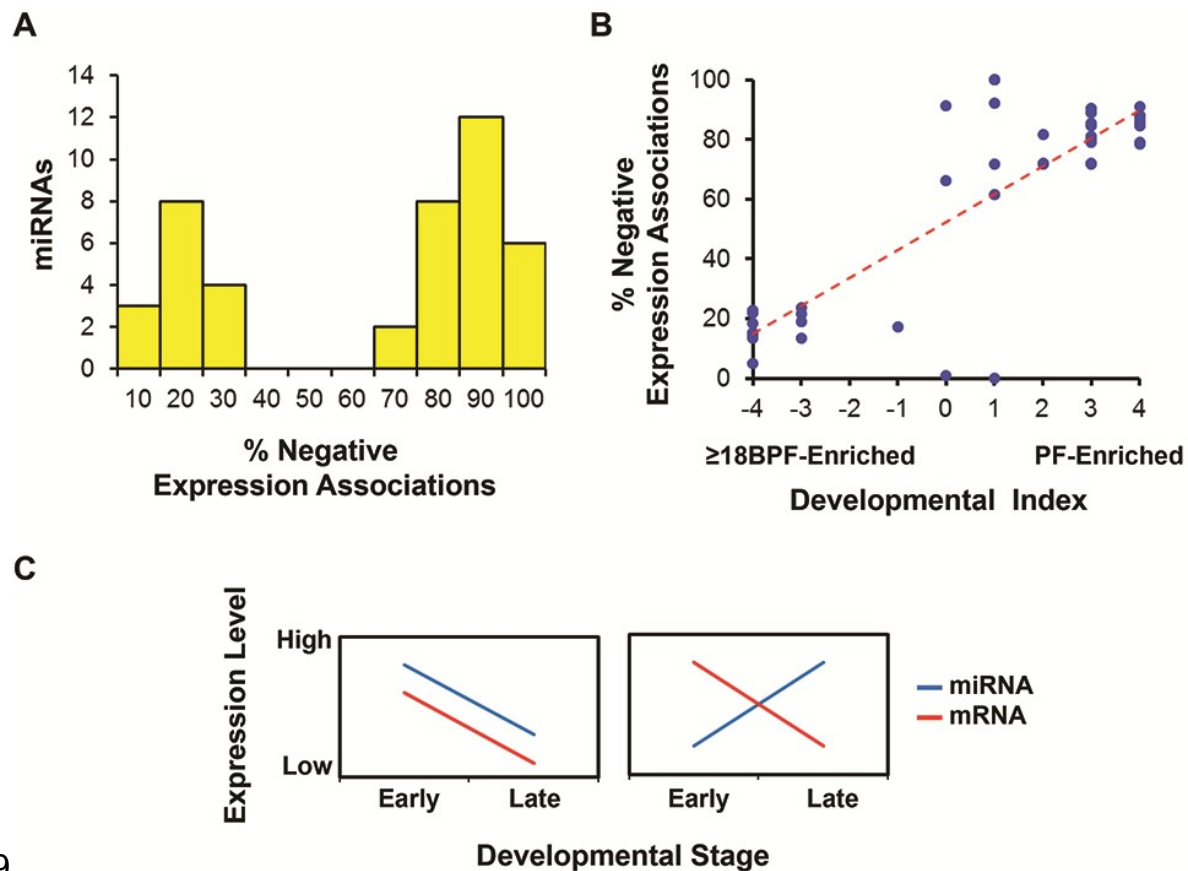 A
miRNAs
14
12
10
8
6
4
2
0
10 20 30 40 50 60 70 80 90 100
% Negative
Expression Associations
B
% Negative
Expression Associations
100
80
60
40
20
0
-4 -3 -2 -1 0 1 2 3 4
≥18BPF-Enriched PF-Enriched
Developmental Index
C
Expression Level
High
Low
Early Late
Early Late
miRNA
mRNA
Developmental Stage
9